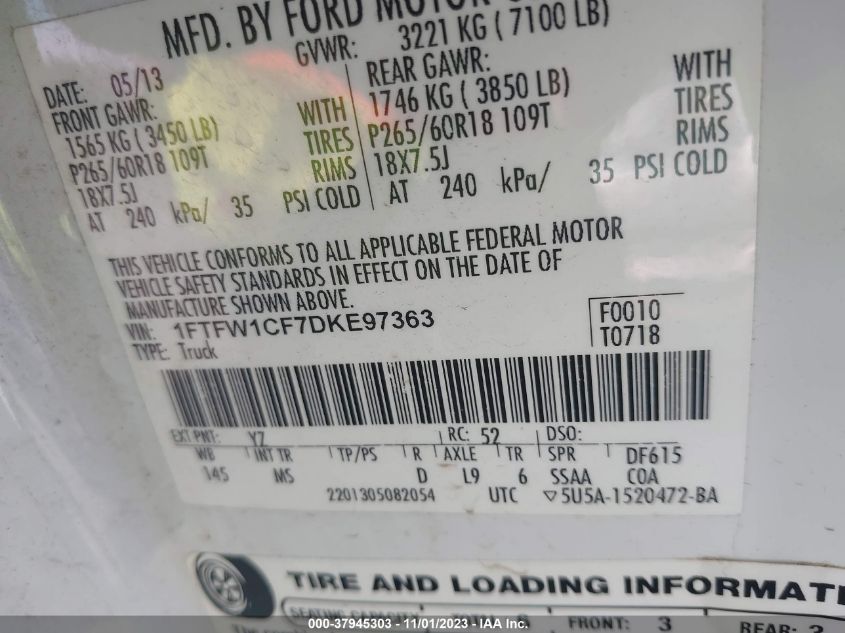 MFD. BY FORD MOTOR
GVWR: 3221 KG ( 7100 LB)
DATE: 05/13
FRONT GAWR:
1565 KG ( 3450 LB)
P265/60R18 109T
18X7.5J
AT 240 kPa/ 35 PSI COLD
WITH
TIRES
RIMS
REAR GAWR:
1746 KG ( 3850 LB)
P265/60R18 109T
18X7.5J
AT 240 kPa/ 35 PSI COLD
WITH
TIRES
RIMS
THIS VEHICLE CONFORMS TO ALL APPLICABLE FEDERAL MOTOR
VEHICLE SAFETY STANDARDS IN EFFECT ON THE DATE OF
MANUFACTURE SHOWN ABOVE.
VIN: 1FTFW1CF7DKE97363
TYPE: Truck
F0010
T0718
EXT PNT: YZ RC: 52 DSO:
WB INT TR TP/PS R AXLE TR SPR DF615
145 MS D L9 6 SSAA COA
2201305082054 UTC ▽5U5A-1520472-BA
TIRE AND LOADING INFORMATI
SEATING CAPACITY FRONT: 3 REAR:
000-37945303 - 11/01/2023 - IAA Inc.